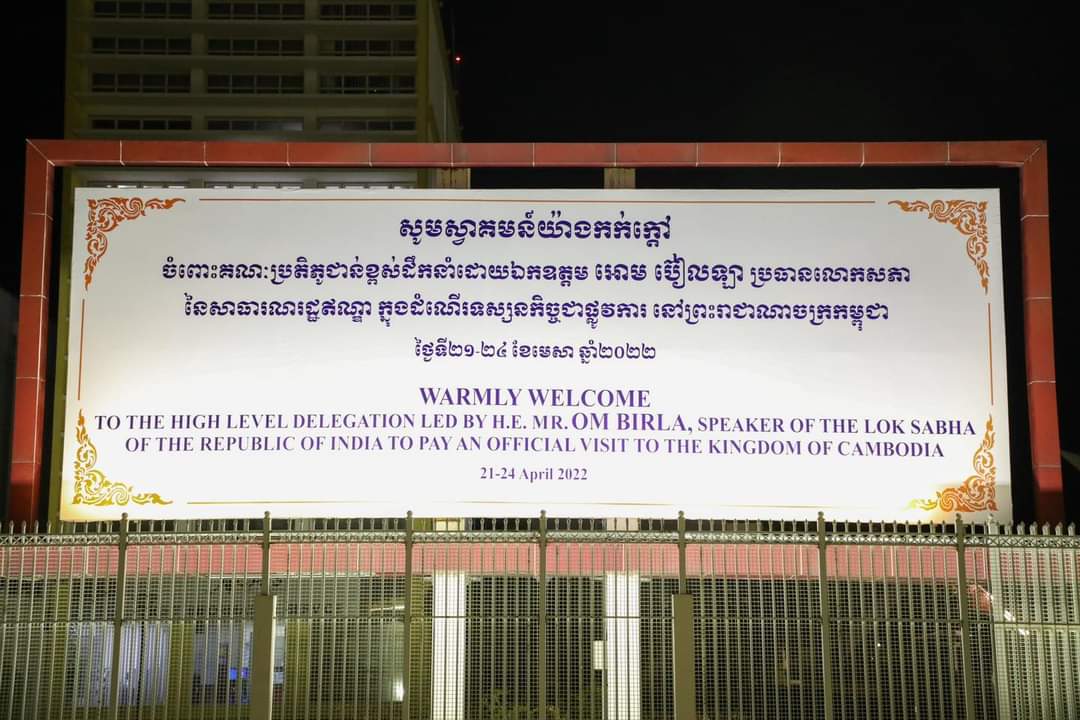 សូមស្វាគមន៍យ៉ាងកក់ក្ដៅ
ចំពោះគណៈប្រតិភូជាន់ខ្ពស់ដឹកនាំដោយឯកឧត្តម អោម ប៊ៀលឡា ប្រធានលោកសភា
នៃសាធារណរដ្ឋឥណ្ឌា ក្នុងដំណើរទស្សនកិច្ចជាផ្លូវការ នៅព្រះរាជាណាចក្រកម្ពុជា
ថ្ងៃទី២១-២៤ ខែមេសា ឆ្នាំ២០២២
WARMLY WELCOME
TO THE HIGH LEVEL DELEGATION LED BY H.E. MR. OM BIRLA, SPEAKER OF THE LOK SABHA
OF THE REPUBLIC OF INDIA TO PAY AN OFFICIAL VISIT TO THE KINGDOM OF CAMBODIA
21-24 April 2022